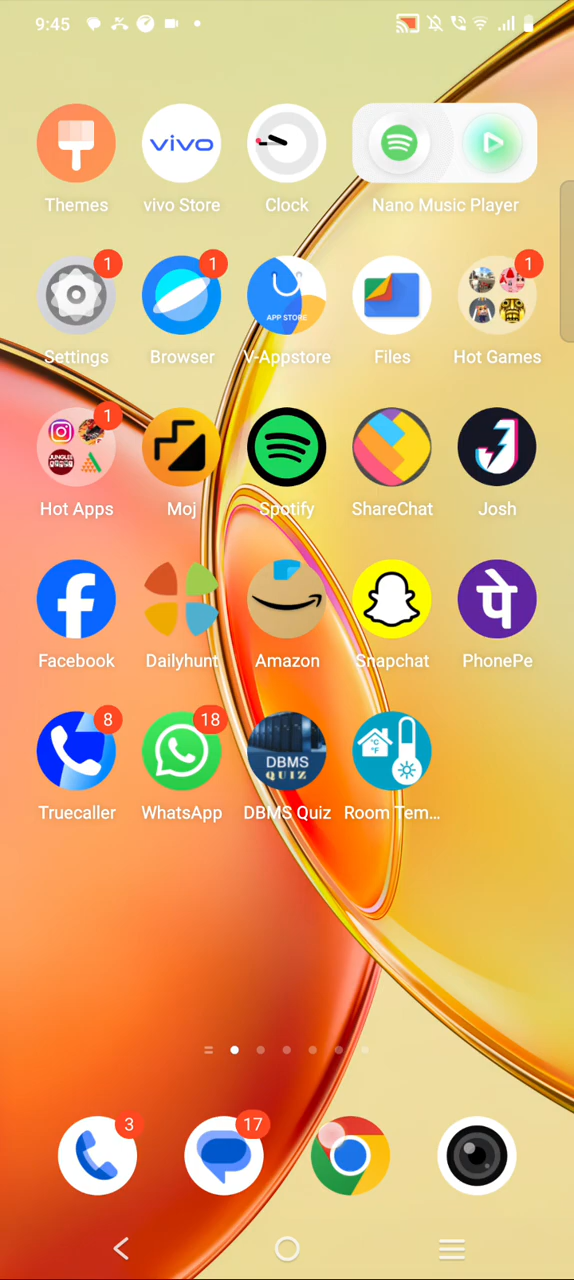 9:45
Themes
vivo
vivo Store
Clock
Nano Music Player
1
Settings
1
Browser
APP STORE
V-Appstore
Files
1
Hot Games
1
Hot Apps
Moj
Spotify
ShareChat
Josh
Facebook
Dailyhunt
Amazon
Snapchat
पे
PhonePe
8
Truecaller
18
WhatsApp
DBMS
QUIZ
DBMS Quiz
°C
°F
Room Tem...
3
17